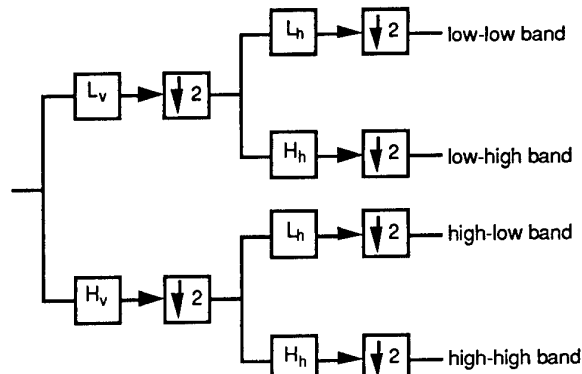 Lh 2 low-low band
Lv 2
Hh 2 low-high band
Lh 2 high-low band
Hv 2
Hh 2 high-high band